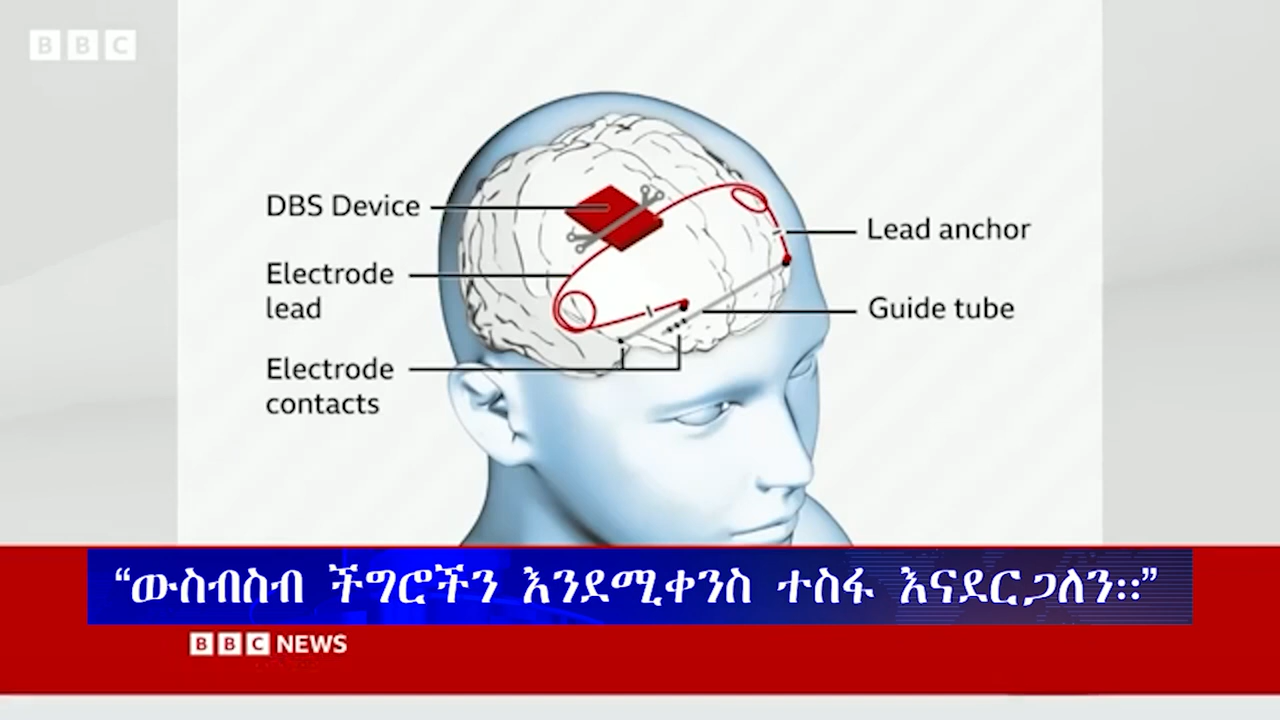 BBC
DBS Device
Electrode
lead
Electrode
contacts
Lead anchor
Guide tube
“ውስብስብ ችግሮችን እንደሚቀንስ ተስፋ እናደርጋለን።”
BBC NEWS